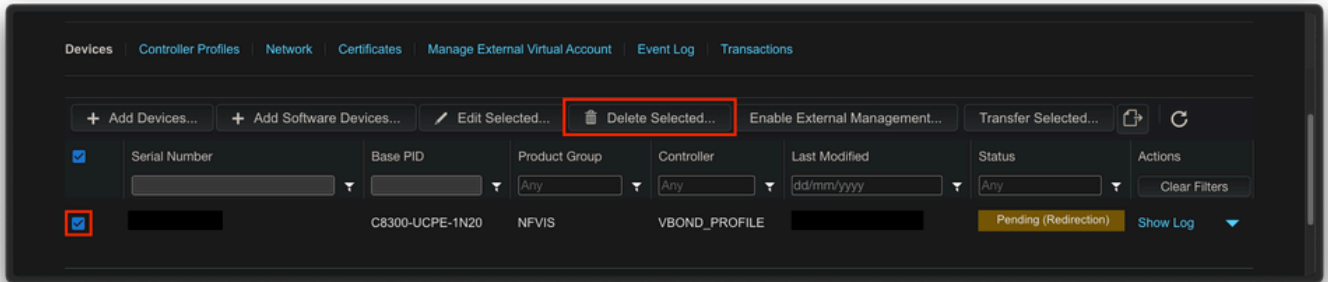 Devices Controller Profiles Network Certificates Manage External Virtual Account Event Log Transactions
+ Add Devices... + Add Software Devices... Edit Selected... Delete Selected... Enable External Management... Transfer Selected...
Serial Number Base PID Product Group Controller Last Modified Status Actions
Any Any dd/mm/yyyy Any Clear Filters
C8300-UCPE-1N20 NFVIS VBOND_PROFILE Pending (Redirection) Show Log